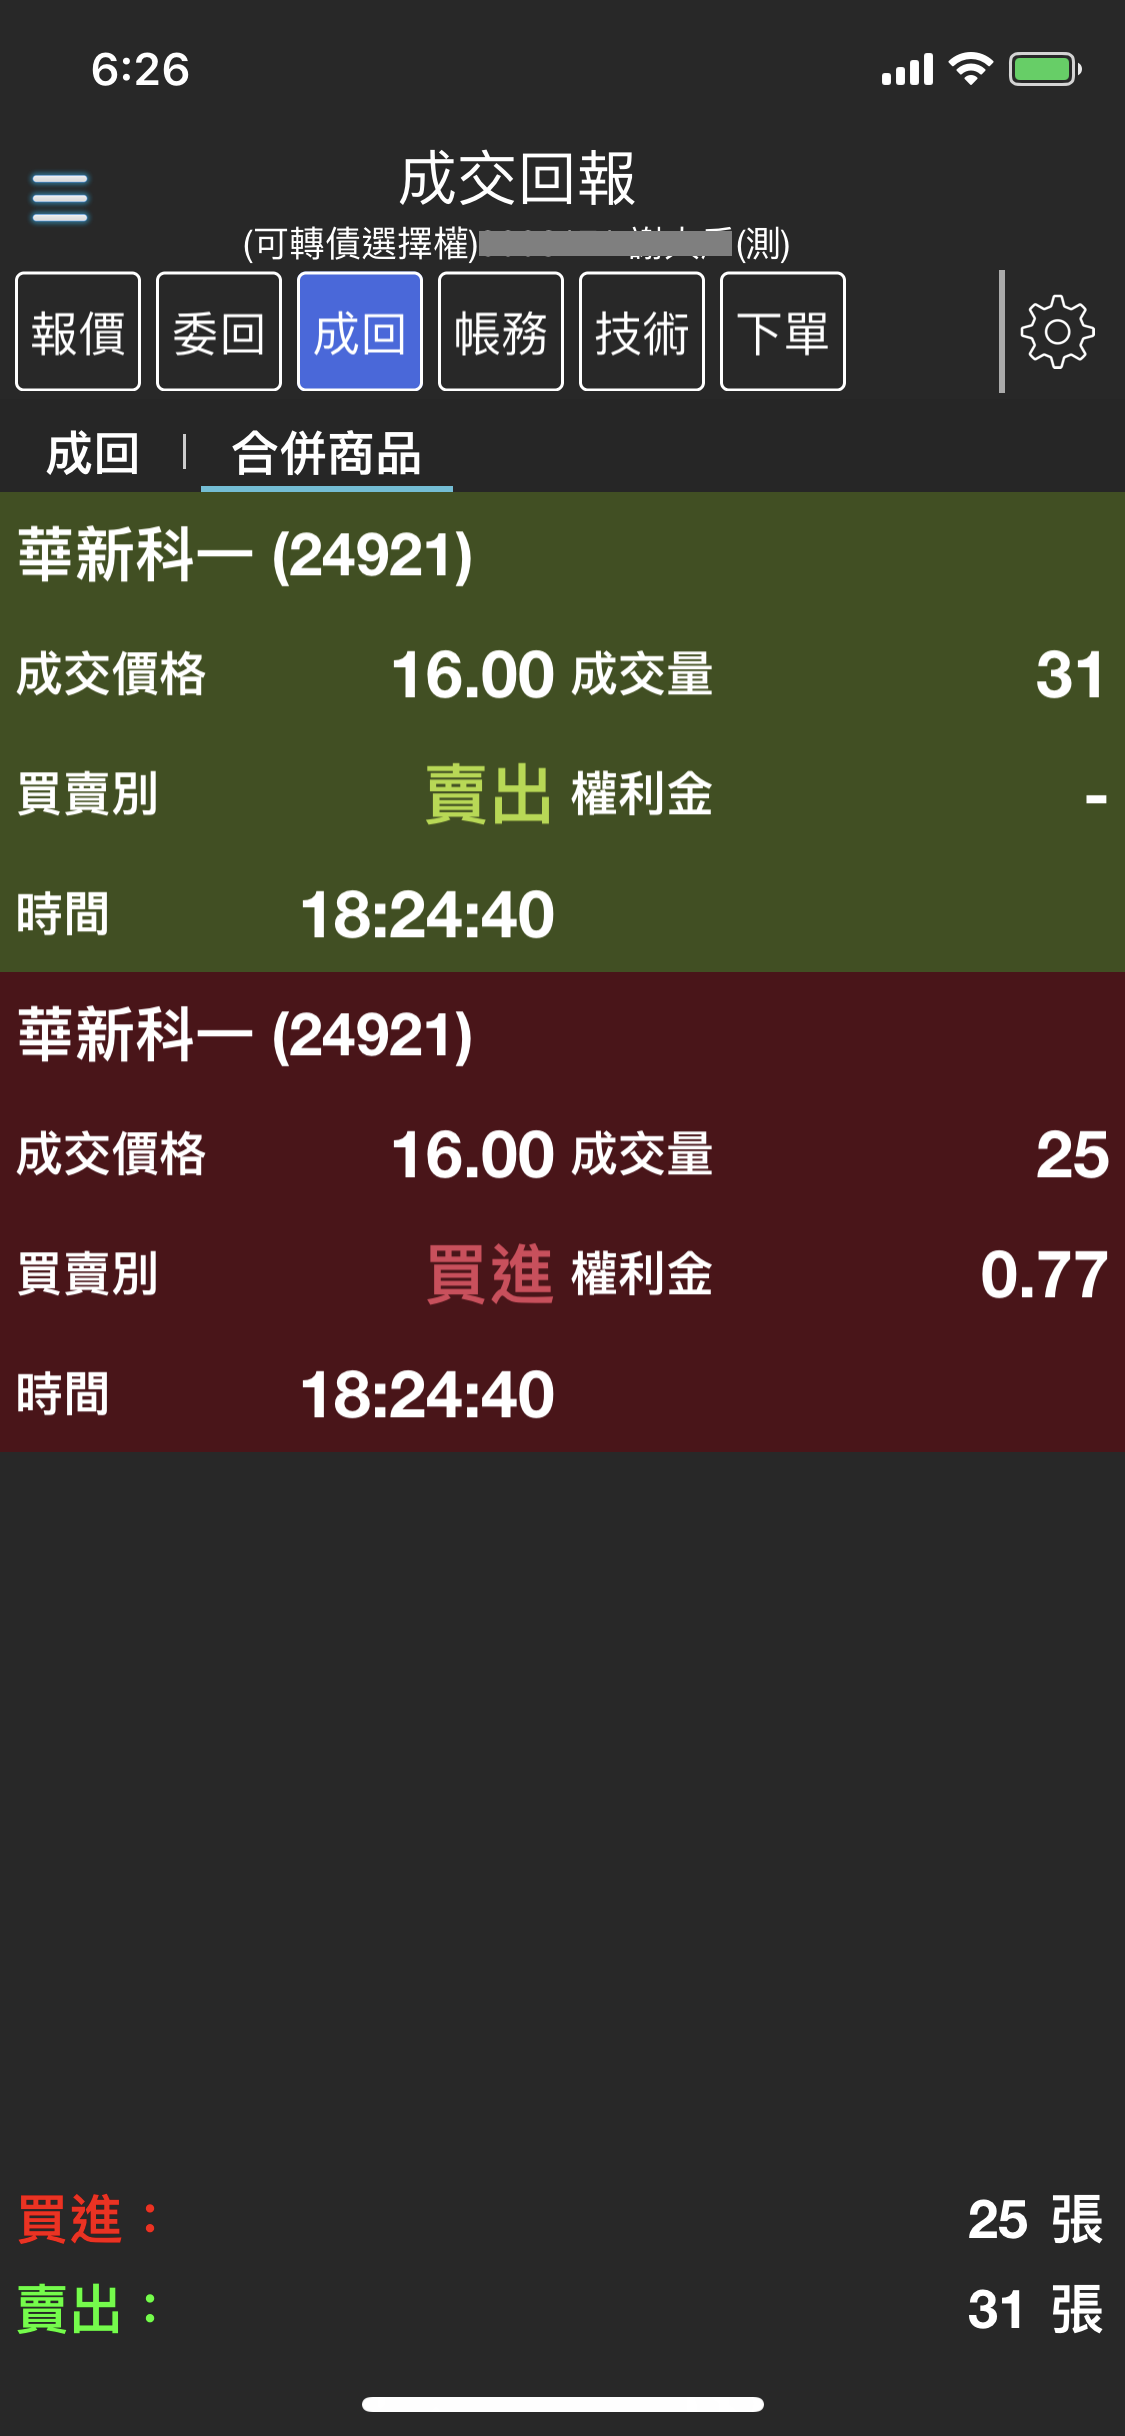 6:26
成交回報
(可轉債選擇權) (測)
報價 委回 成回 帳務 技術 下單
成回 合併商品
華新科一 (24921)
成交價格 16.00 成交量 31
買賣別 賣出 權利金 -
時間 18:24:40
華新科一 (24921)
成交價格 16.00 成交量 25
買賣別 買進 權利金 0.77
時間 18:24:40
買進： 25 張
賣出： 31 張